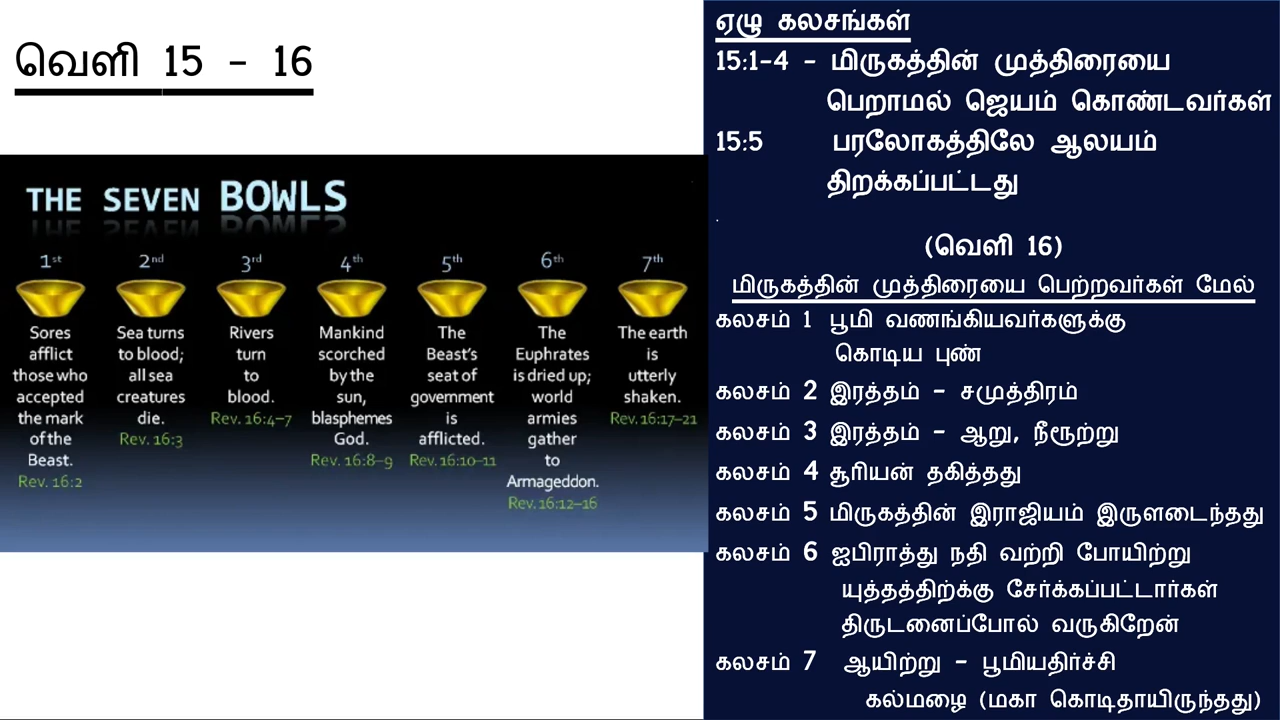 வெளி 15 - 16
THE SEVEN BOWLS
1st
Sores
afflict
those who
accepted
the mark
of the
Beast.
Rev. 16:2
2nd
Sea turns
to blood;
all sea
creatures
die.
Rev. 16:3
3rd
Rivers
turn
to
blood.
Rev. 16:4–7
4th
Mankind
scorched
by the
sun,
blasphemes
God.
Rev. 16:8–9
5th
The
Beast's
seat of
government
is
afflicted.
Rev. 16:10–11
6th
The
Euphrates
is dried up;
world
armies
gather
to
Armageddon.
Rev. 16:12–16
7th
The earth
is
utterly
shaken.
Rev. 16:17–21
ஏழு கலசங்கள்
15:1-4 - மிருகத்தின் முத்திரையை
பெறாமல் ஜெயம் கொண்டவர்கள்
15:5 பரலோகத்திலே ஆலயம்
திறக்கப்பட்டது
.
(வெளி 16)
மிருகத்தின் முத்திரையை பெற்றவர்கள் மேல்
கலசம் 1 பூமி வணங்கியவர்களுக்கு
கொடிய புண்
கலசம் 2 இரத்தம் - சமுத்திரம்
கலசம் 3 இரத்தம் - ஆறு, நீரூற்று
கலசம் 4 சூரியன் தகித்தது
கலசம் 5 மிருகத்தின் இராஜியம் இருளடைந்தது
கலசம் 6 ஐபிராத்து நதி வற்றி போயிற்று
யுத்தத்திற்க்கு சேர்க்கப்பட்டார்கள்
திருடனைப்போல் வருகிறேன்
கலசம் 7 ஆயிற்று - பூமியதிர்ச்சி
கல்மழை (மகா கொடிதாயிருந்தது)